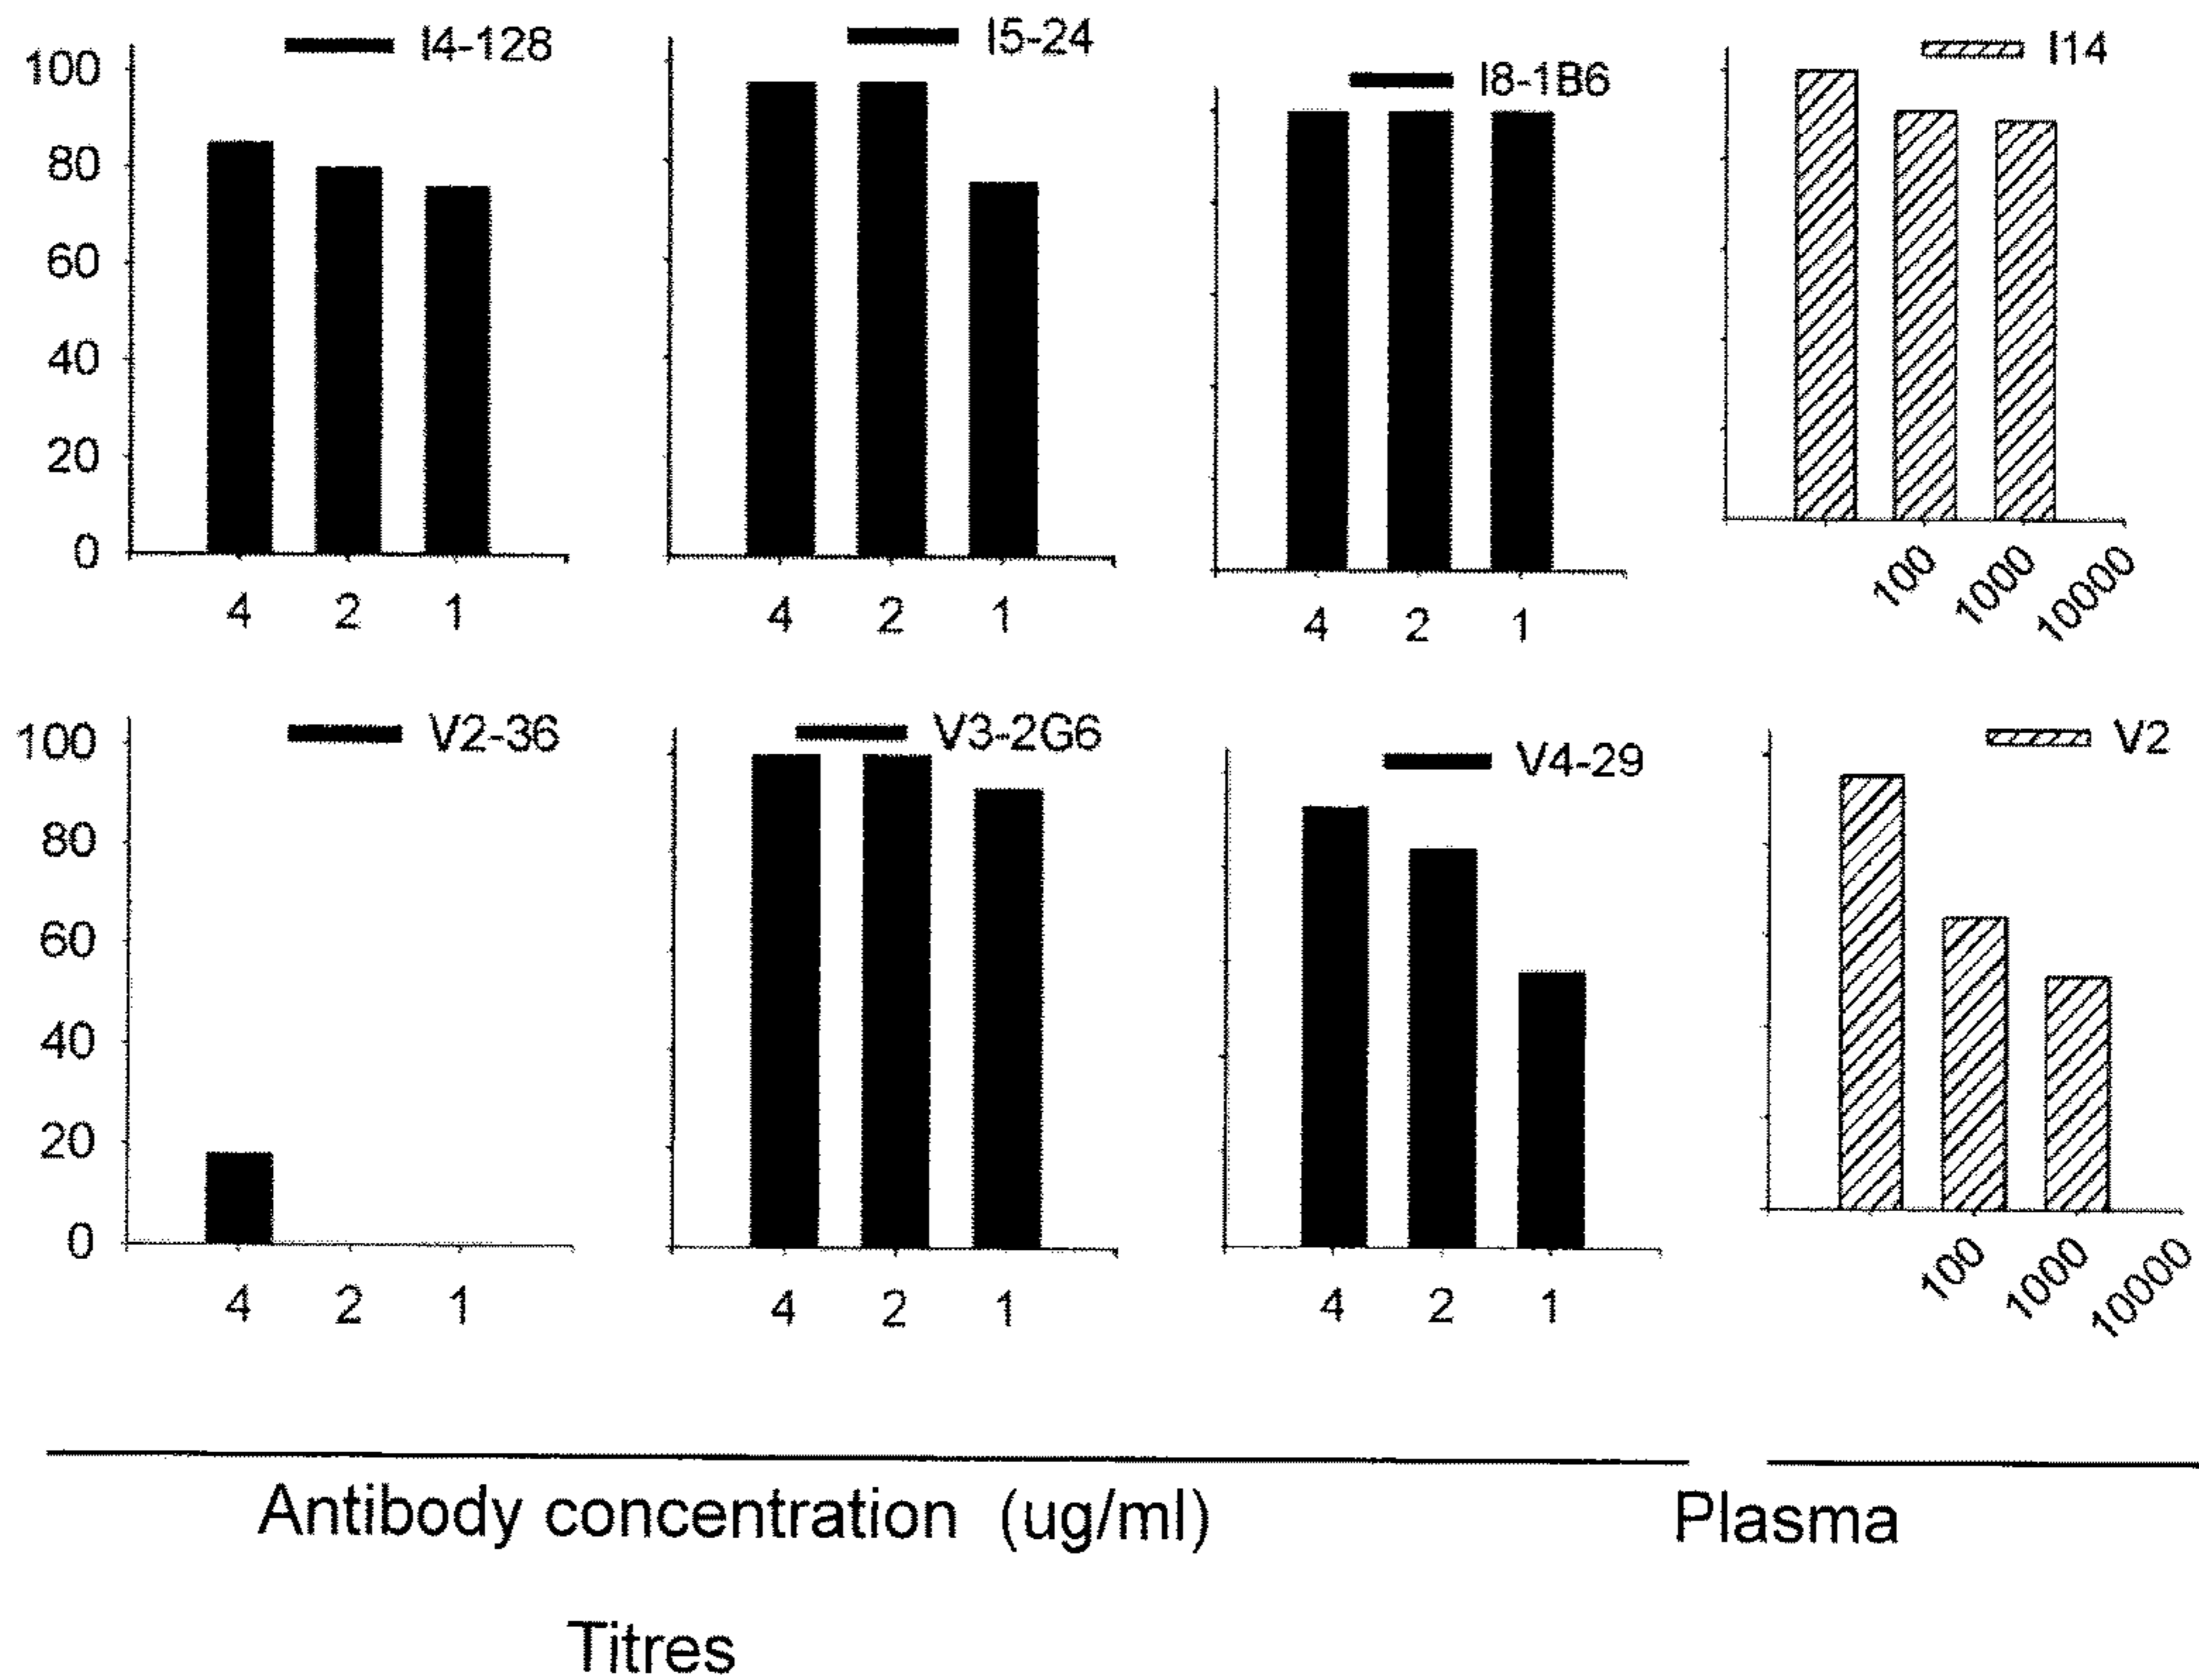 I4-128
I5-24
I8-1B6
I14
100
80
60
40
20
0
4 2 1
4 2 1
4 2 1
100 1000 10000
V2-36
V3-2G6
V4-29
V2
100
80
60
40
20
0
4 2 1
4 2 1
4 2 1
100 1000 10000
Antibody concentration (ug/ml)
Plasma
Titres